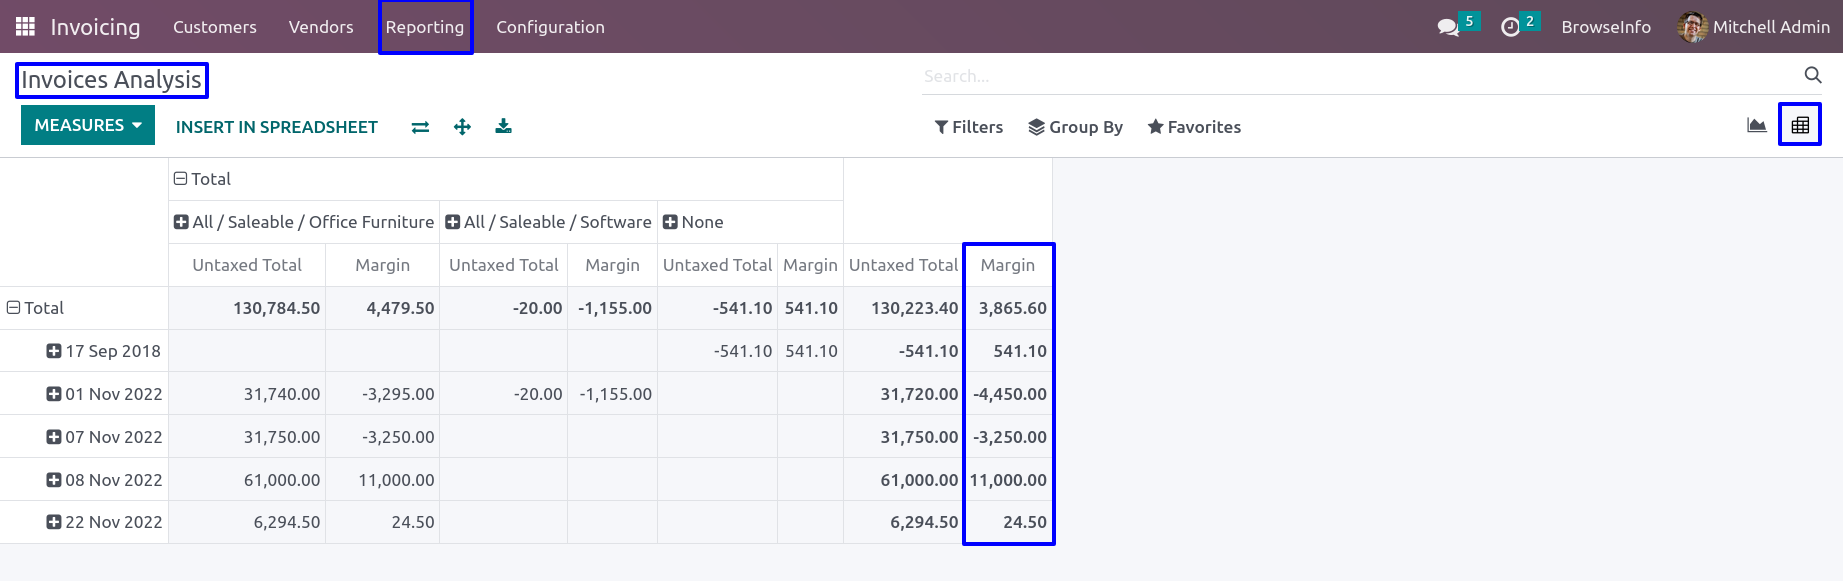 Invoicing Customers Vendors Reporting Configuration 5 2 BrowseInfo Mitchell Admin
Invoices Analysis Search...
MEASURES INSERT IN SPREADSHEET Filters Group By Favorites
Total
All / Saleable / Office Furniture All / Saleable / Software None
Untaxed Total Margin Untaxed Total Margin Untaxed Total Margin Untaxed Total Margin
Total 130,784.50 4,479.50 -20.00 -1,155.00 -541.10 541.10 130,223.40 3,865.60
17 Sep 2018 -541.10 541.10 -541.10 541.10
01 Nov 2022 31,740.00 -3,295.00 -20.00 -1,155.00 31,720.00 -4,450.00
07 Nov 2022 31,750.00 -3,250.00 31,750.00 -3,250.00
08 Nov 2022 61,000.00 11,000.00 61,000.00 11,000.00
22 Nov 2022 6,294.50 24.50 6,294.50 24.50